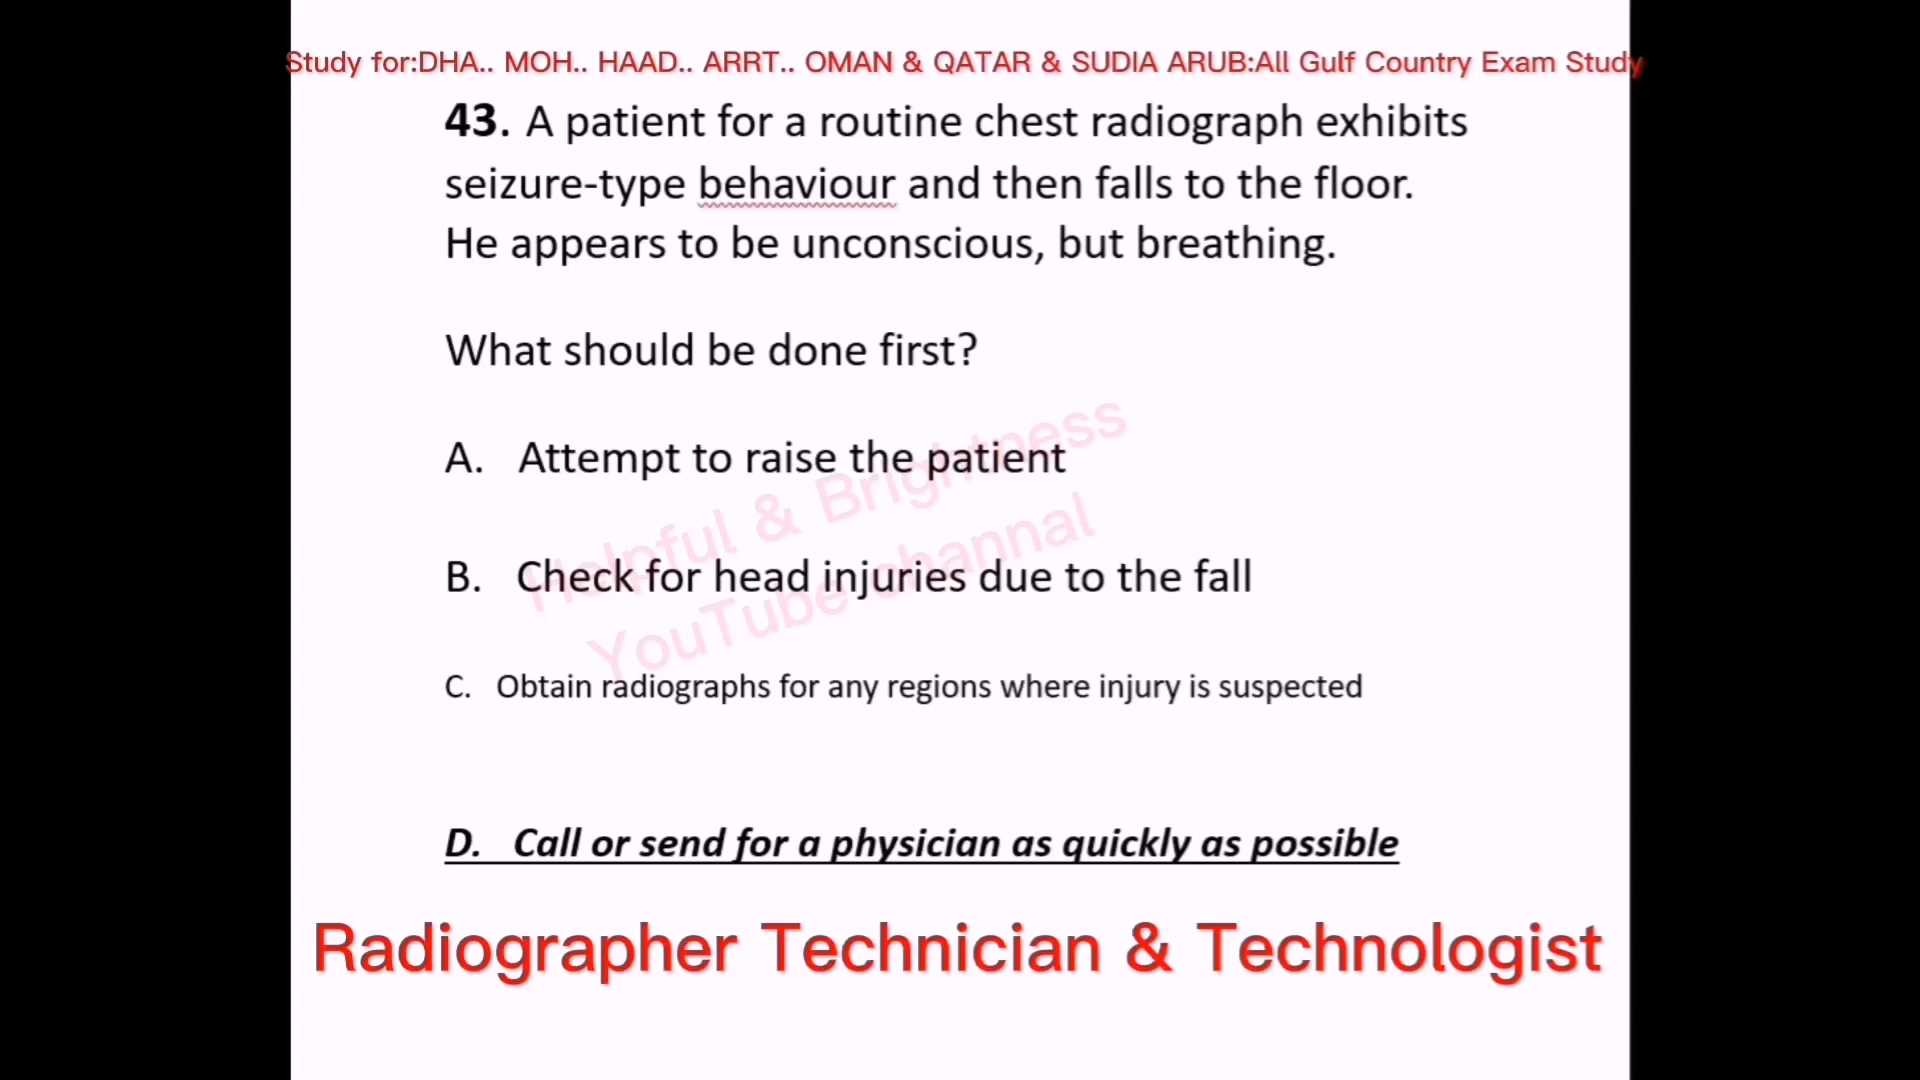 Study for:DHA.. MOH.. HAAD.. ARRT.. OMAN & QATAR & SUDIA ARUB:All Gulf Country Exam Study
43. A patient for a routine chest radiograph exhibits
seizure-type behaviour and then falls to the floor.
He appears to be unconscious, but breathing.
What should be done first?
A. Attempt to raise the patient
Helpful & Brightness
YouTube channal
B. Check for head injuries due to the fall
C. Obtain radiographs for any regions where injury is suspected
D. Call or send for a physician as quickly as possible
Radiographer Technician & Technologist